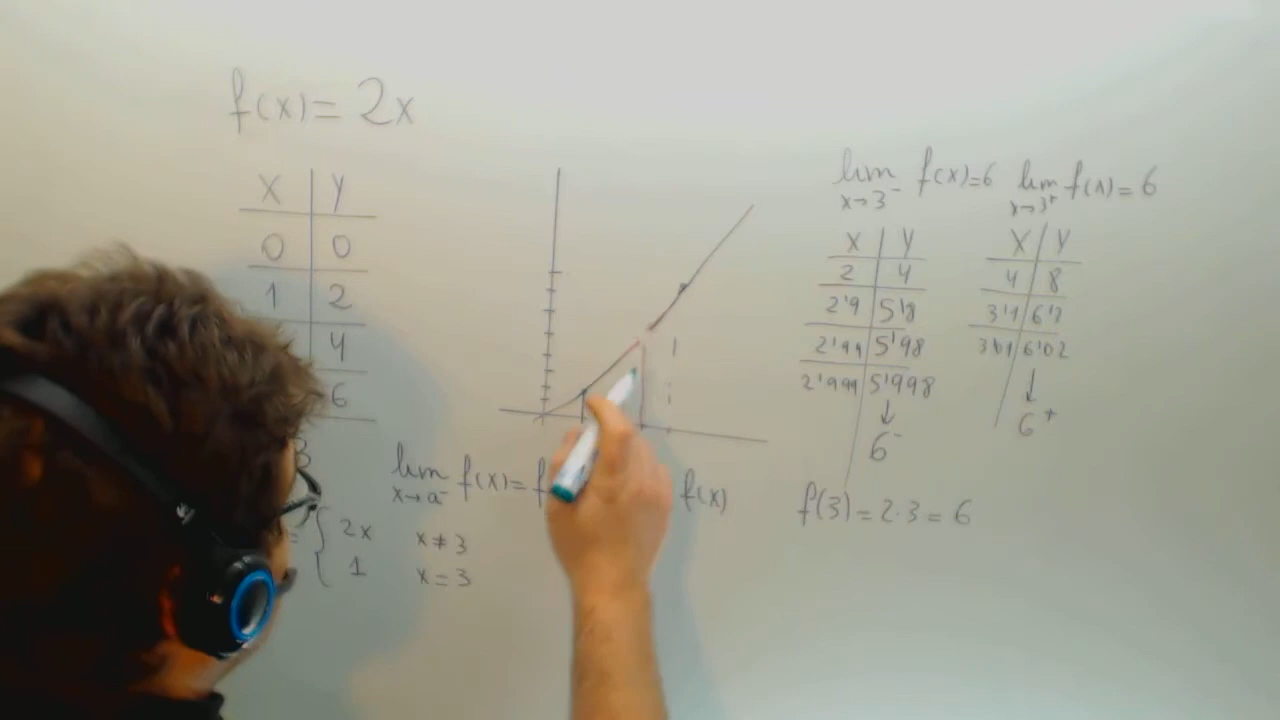 f(x) = 2x
X | Y
0 | 0
1 | 2
4
6
lim f(x) = f
x→a⁻
f(x)
3
= { 2x x ≠ 3
1 x = 3
lim f(x) = 6
x→3⁻
X | Y
2 | 4
2'9 | 5'8
2'99 | 5'98
2'999 | 5'998
↓
6⁻
lim f(x) = 6
x→3⁺
X | Y
4 | 8
3'1 | 6'2
3'01 | 6'02
↓
6⁺
f(3) = 2·3 = 6